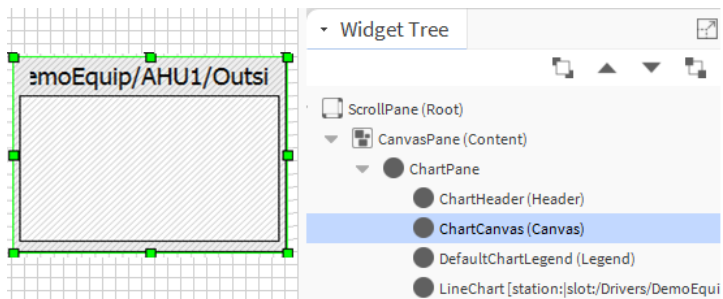 ɜmoEquip/AHU1/Outsi
Widget Tree
ScrollPane (Root)
CanvasPane (Content)
ChartPane
ChartHeader (Header)
ChartCanvas (Canvas)
DefaultChartLegend (Legend)
LineChart [station:|slot:/Drivers/DemoEqui